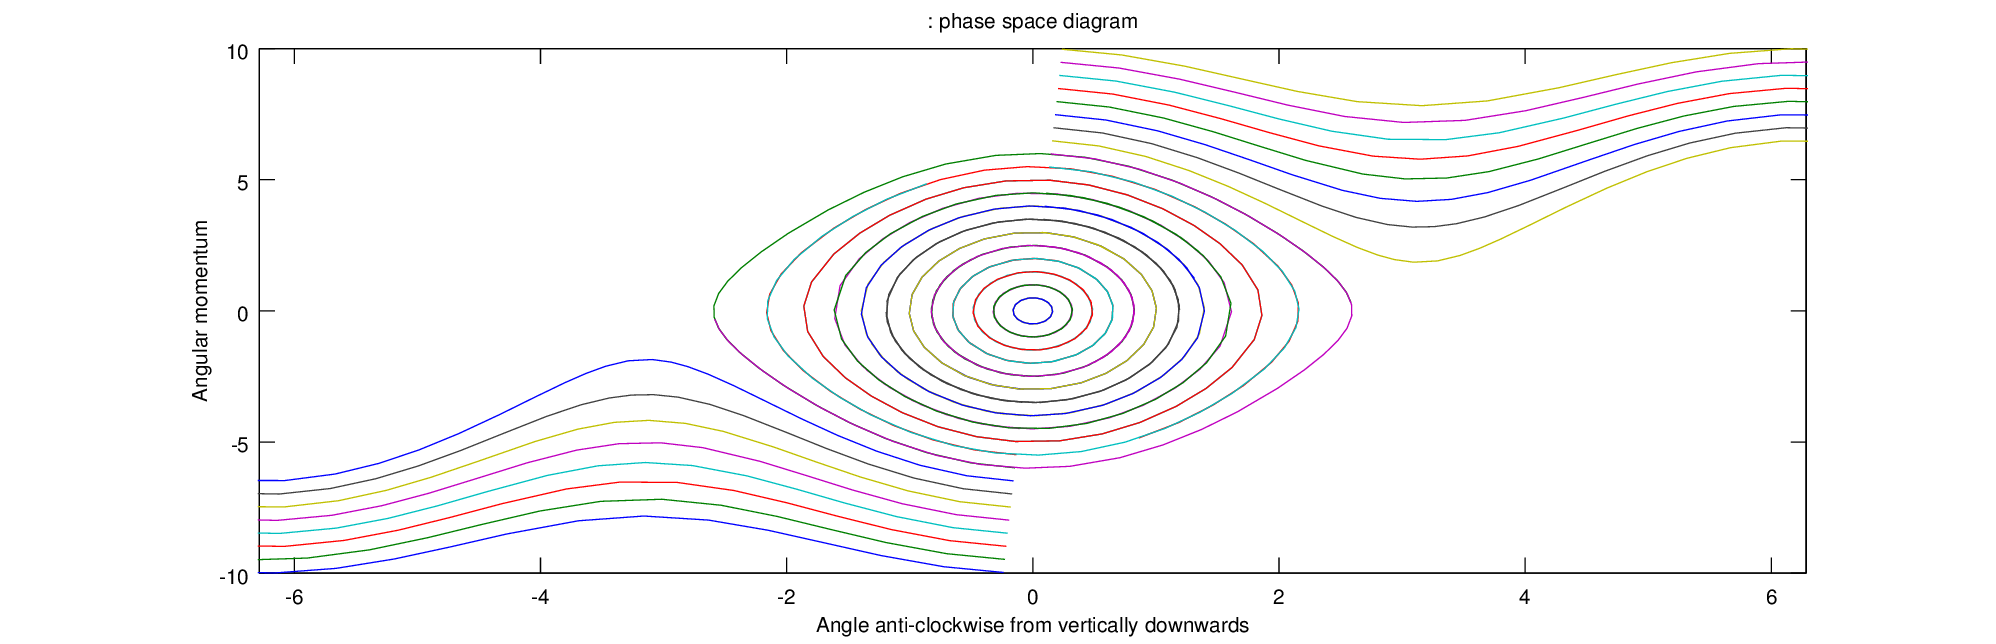 : phase space diagram
10
5
0
-5
-10
Angular momentum
-6 -4 -2 0 2 4 6
Angle anti-clockwise from vertically downwards